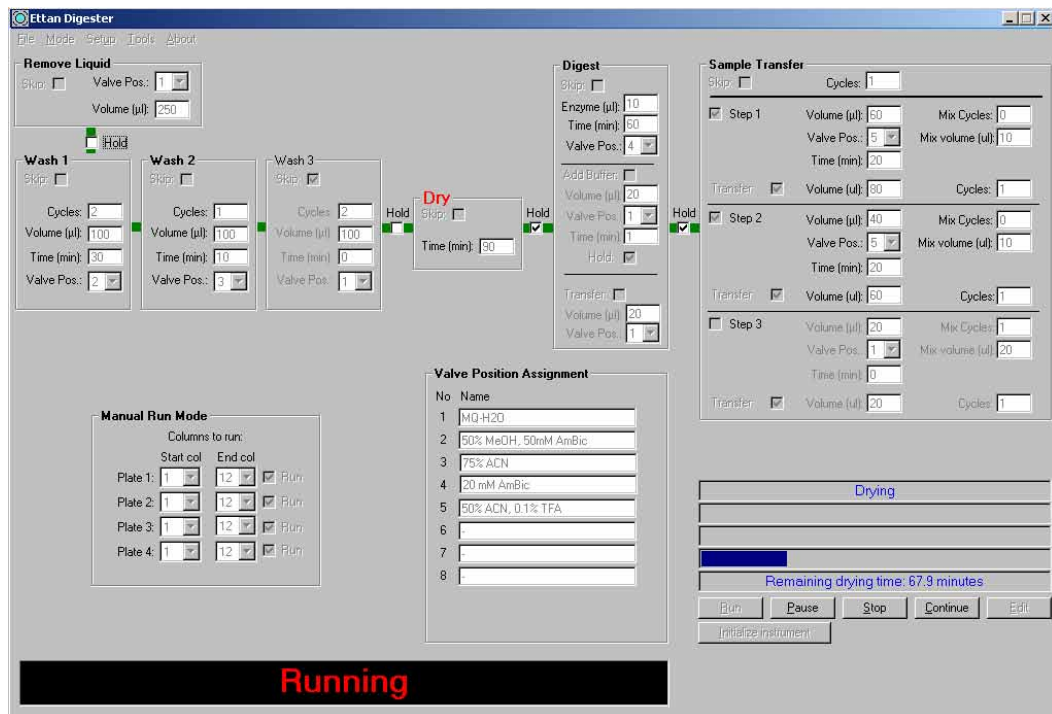 Ettan Digester
File Mode Setup Tools About
Remove Liquid
Skip:
Valve Pos.: 1
Volume (µl): 250
Hold
Wash 1
Skip:
Cycles: 2
Volume (µl): 100
Time (min): 30
Valve Pos.: 2
Wash 2
Skip:
Cycles: 1
Volume (µl): 100
Time (min): 10
Valve Pos.: 3
Wash 3
Skip:
Cycles: 2
Volume (µl) 100
Time (min) 0
Valve Pos.: 1
Hold
Dry
Skip:
Time (min): 90
Hold
Digest
Skip:
Enzyme (µl): 10
Time (min): 60
Valve Pos.: 4
Add Buffer:
Volume (µl): 20
Valve Pos.: 1
Time (min): 1
Hold:
Transfer:
Volume (µl): 20
Valve Pos.: 1
Hold
Sample Transfer
Skip:
Cycles: 1
Step 1
Volume (µl): 60
Mix Cycles: 0
Valve Pos.: 5
Mix volume (ul): 10
Time (min): 20
Transfer
Volume (µl): 80
Cycles: 1
Step 2
Volume (µl): 40
Mix Cycles: 0
Valve Pos.: 5
Mix volume (ul): 10
Time (min): 20
Transfer
Volume (ul): 60
Cycles: 1
Step 3
Volume (µl): 20
Mix Cycles: 1
Valve Pos.: 1
Mix volume (ul): 20
Time (min): 0
Transfer
Volume (ul): 20
Cycles: 1
Manual Run Mode
Columns to run:
Start col End col
Plate 1: 1 12 Run
Plate 2: 1 12 Run
Plate 3: 1 12 Run
Plate 4: 1 12 Run
Valve Position Assignment
No Name
1 MQ-H2O
2 50% MeOH, 50mM AmBic
3 75% ACN
4 20 mM AmBic
5 50% ACN, 0.1% TFA
6 -
7 -
8 -
Drying
Remaining drying time: 67.9 minutes
Run Pause Stop Continue Edit
Initialize instrument
Running